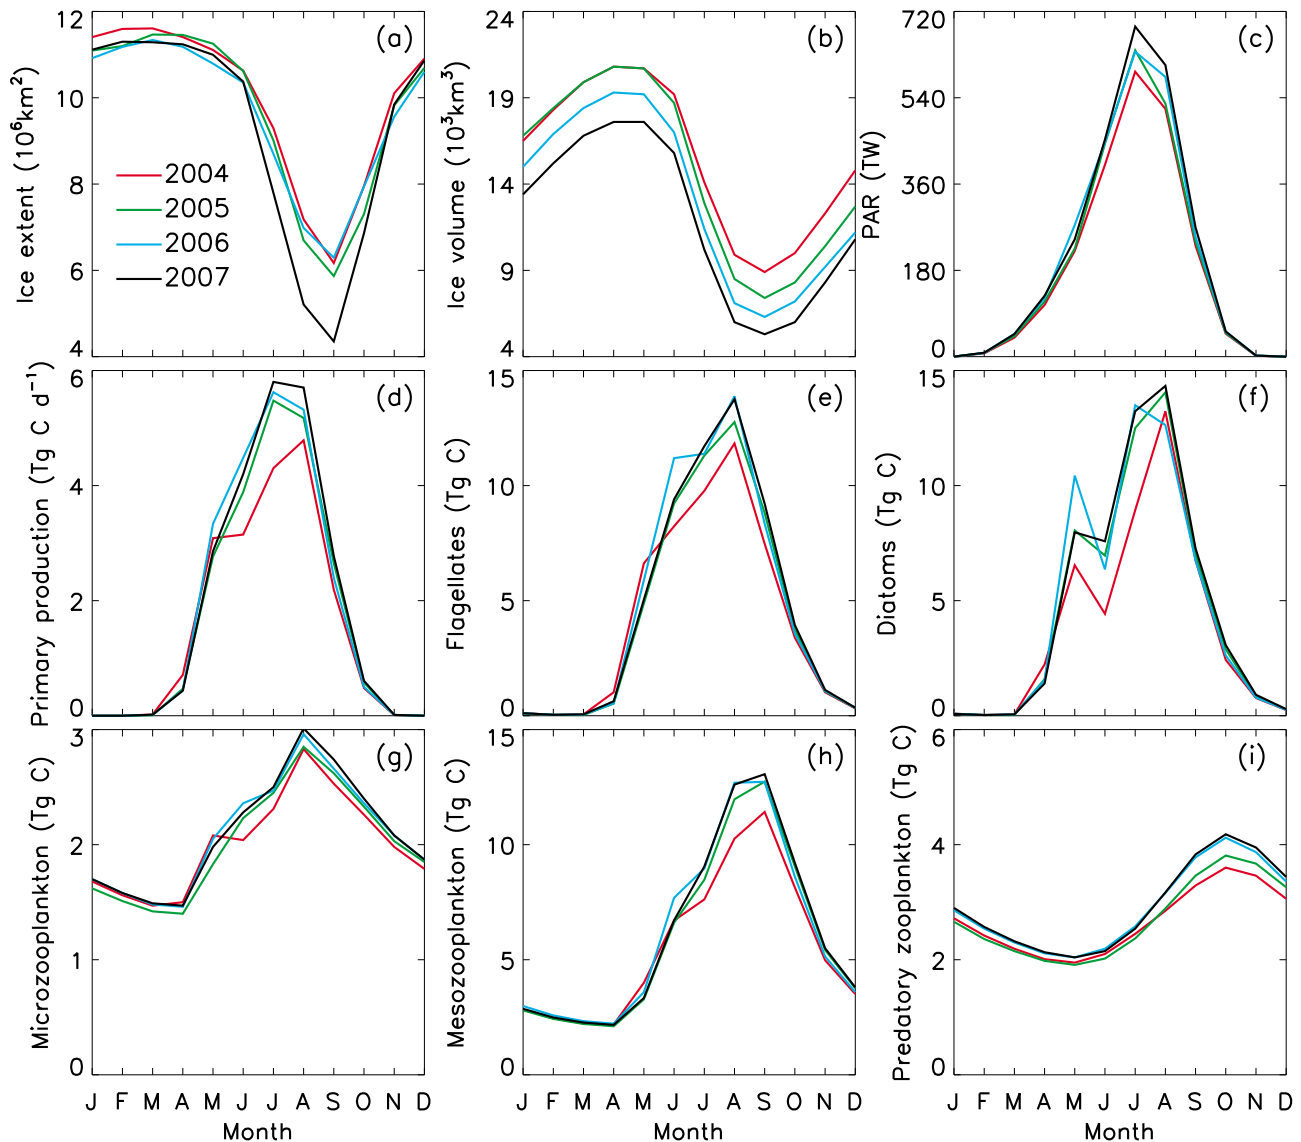 12
10
8
6
4
Ice extent (10⁶km²)
(a)
2004
2005
2006
2007
24
19
14
9
4
Ice volume (10³km³)
(b)
720
540
360
180
0
PAR (TW)
(c)
6
4
2
0
Primary production (Tg C d⁻¹)
(d)
15
10
5
0
Flagellates (Tg C)
(e)
15
10
5
0
Diatoms (Tg C)
(f)
3
2
1
0
Microzooplankton (Tg C)
(g)
J F M A M J J A S O N D
Month
15
10
5
0
Mesozooplankton (Tg C)
(h)
J F M A M J J A S O N D
Month
6
4
2
0
Predatory zooplankton (Tg C)
(i)
J F M A M J J A S O N D
Month